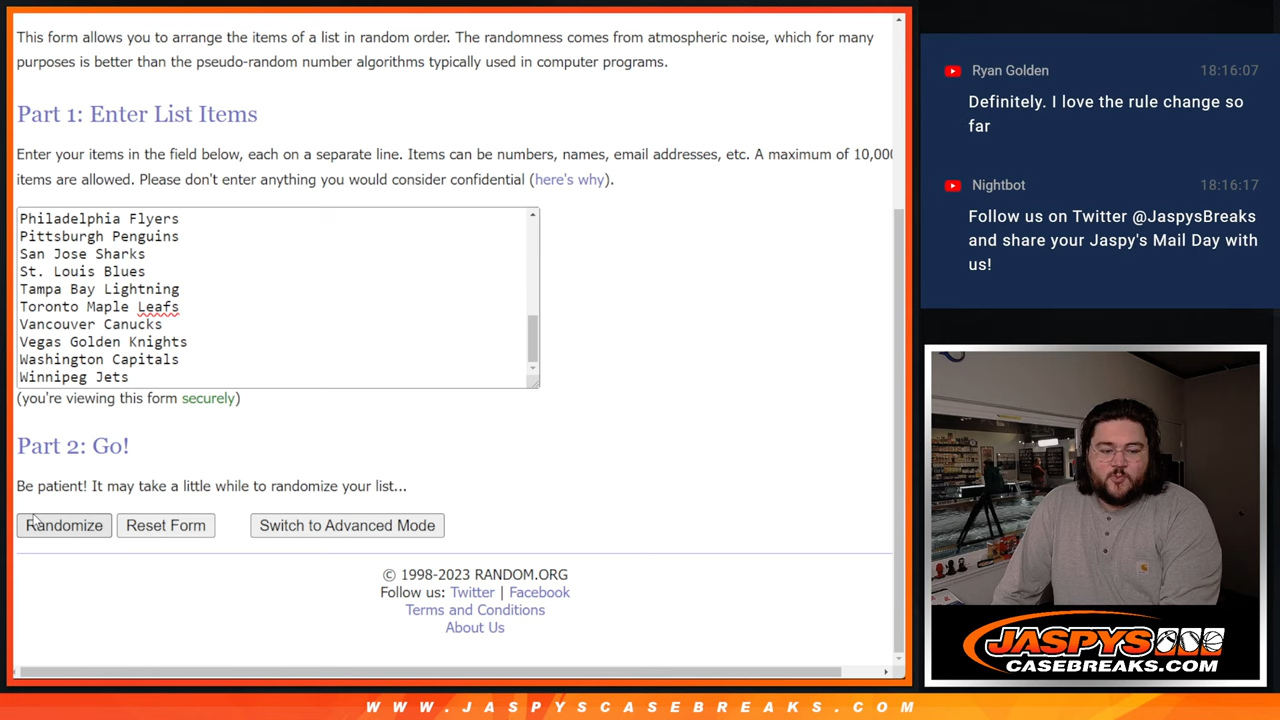 This form allows you to arrange the items of a list in random order. The randomness comes from atmospheric noise, which for many
purposes is better than the pseudo-random number algorithms typically used in computer programs.
Part 1: Enter List Items
Enter your items in the field below, each on a separate line. Items can be numbers, names, email addresses, etc. A maximum of 10,000
items are allowed. Please don't enter anything you would consider confidential (here's why).
Philadelphia Flyers
Pittsburgh Penguins
San Jose Sharks
St. Louis Blues
Tampa Bay Lightning
Toronto Maple Leafs
Vancouver Canucks
Vegas Golden Knights
Washington Capitals
Winnipeg Jets
(you're viewing this form securely)
Part 2: Go!
Be patient! It may take a little while to randomize your list...
Randomize Reset Form Switch to Advanced Mode
© 1998-2023 RANDOM.ORG
Follow us: Twitter | Facebook
Terms and Conditions
About Us
Ryan Golden 18:16:07
Definitely. I love the rule change so
far
Nightbot 18:16:17
Follow us on Twitter @JaspysBreaks
and share your Jaspy's Mail Day with
us!
JASPYS
CASEBREAKS.COM
WWW.JASPYSCASEBREAKS.COM